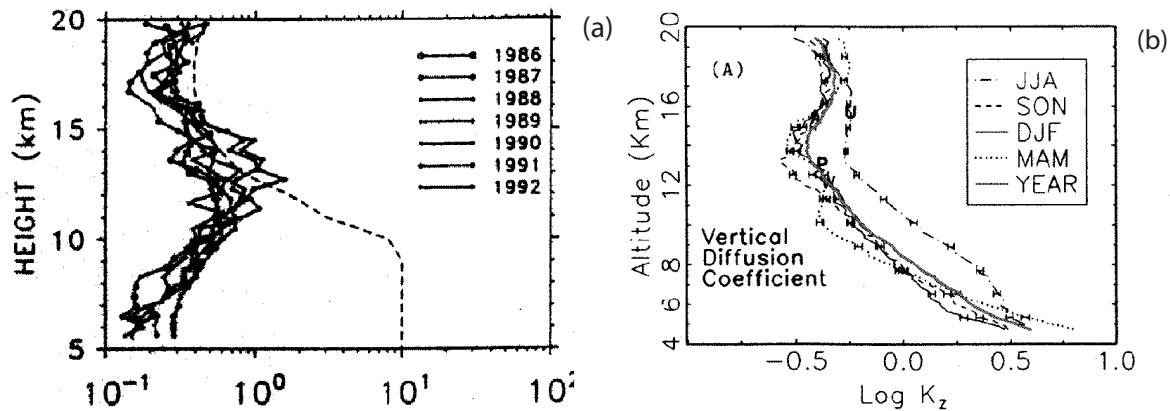 (a)
20
15
10
5
HEIGHT (km)
1986
1987
1988
1989
1990
1991
1992
10⁻¹
10⁰
10¹
10²
(b)
(A)
20
16
12
8
4
Altitude (Km)
JJA
SON
DJF
MAM
YEAR
A
U
P
V
Vertical
Diffusion
Coefficient
-0.5
0.0
0.5
1.0
Log K_z